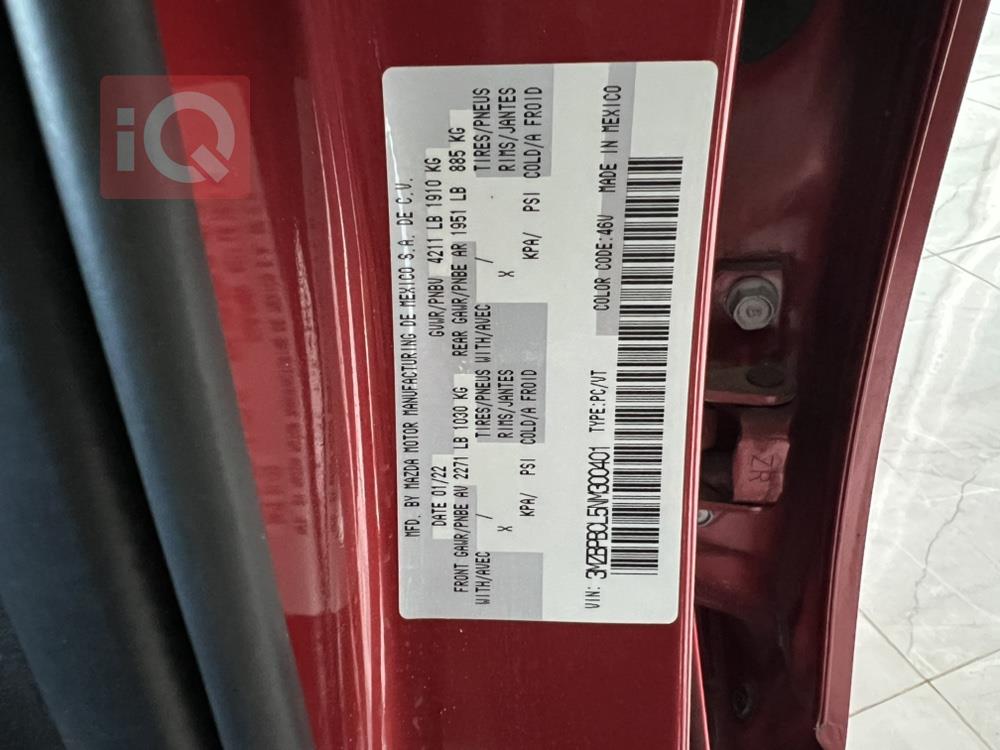 iQ
MFD. BY MAZDA MOTOR MANUFACTURING DE MEXICO S.A. DE C.V.
DATE 01/22 GVWR/PNBV 4211 LB 1910 KG
FRONT GAWR/PNBE AV 2271 LB 1030 KG REAR GAWR/PNBE AR 1951 LB 885 KG
WITH/AVEC / TIRES/PNEUS WITH/AVEC / TIRES/PNEUS
X RIMS/JANTES X RIMS/JANTES
KPA/ PSI COLD/A FROID KPA/ PSI COLD/A FROID
VIN: 3MZBPBCL5NM300401 TYPE:PC/VT COLOR CODE:46V MADE IN MEXICO
ZR